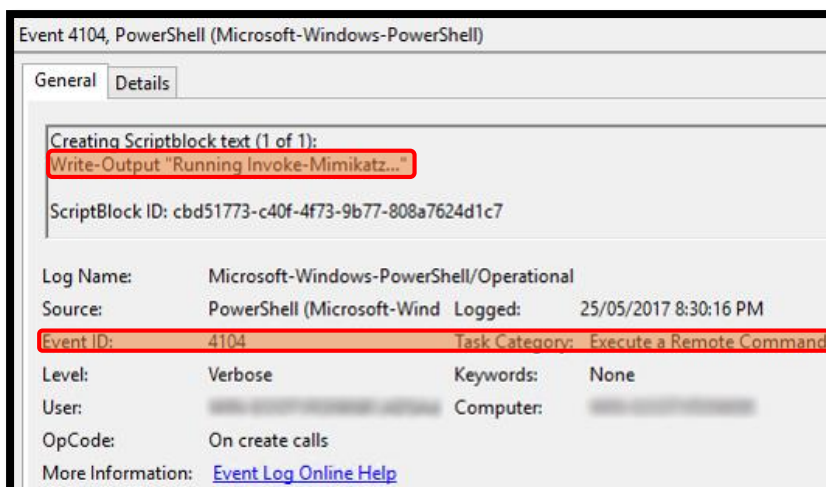 Event 4104, PowerShell (Microsoft-Windows-PowerShell)
General Details
Creating Scriptblock text (1 of 1):
Write-Output "Running Invoke-Mimikatz..."
ScriptBlock ID: cbd51773-c40f-4f73-9b77-808a7624d1c7
Log Name: Microsoft-Windows-PowerShell/Operational
Source: PowerShell (Microsoft-Wind Logged: 25/05/2017 8:30:16 PM
Event ID: 4104 Task Category: Execute a Remote Command
Level: Verbose Keywords: None
User: Computer:
OpCode: On create calls
More Information: Event Log Online Help